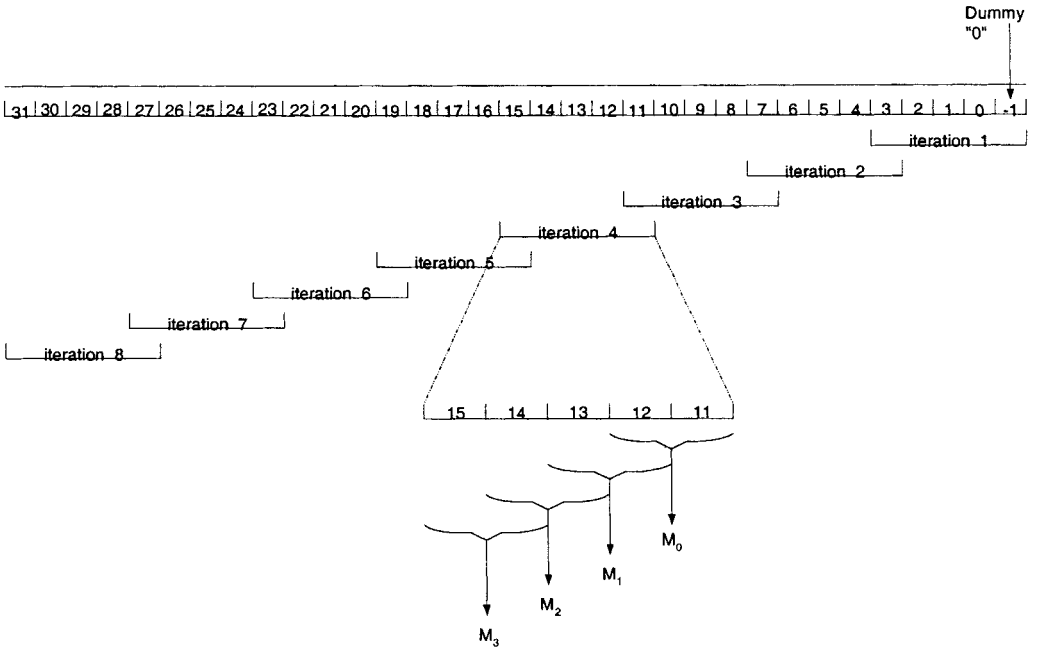 Dummy
"0"
31 30 29 28 27 26 25 24 23 22 21 20 19 18 17 16 15 14 13 12 11 10 9 8 7 6 5 4 3 2 1 0 -1
iteration 1
iteration 2
iteration 3
iteration 4
iteration 5
iteration 6
iteration 7
iteration 8
15 14 13 12 11
M₀
M₁
M₂
M₃